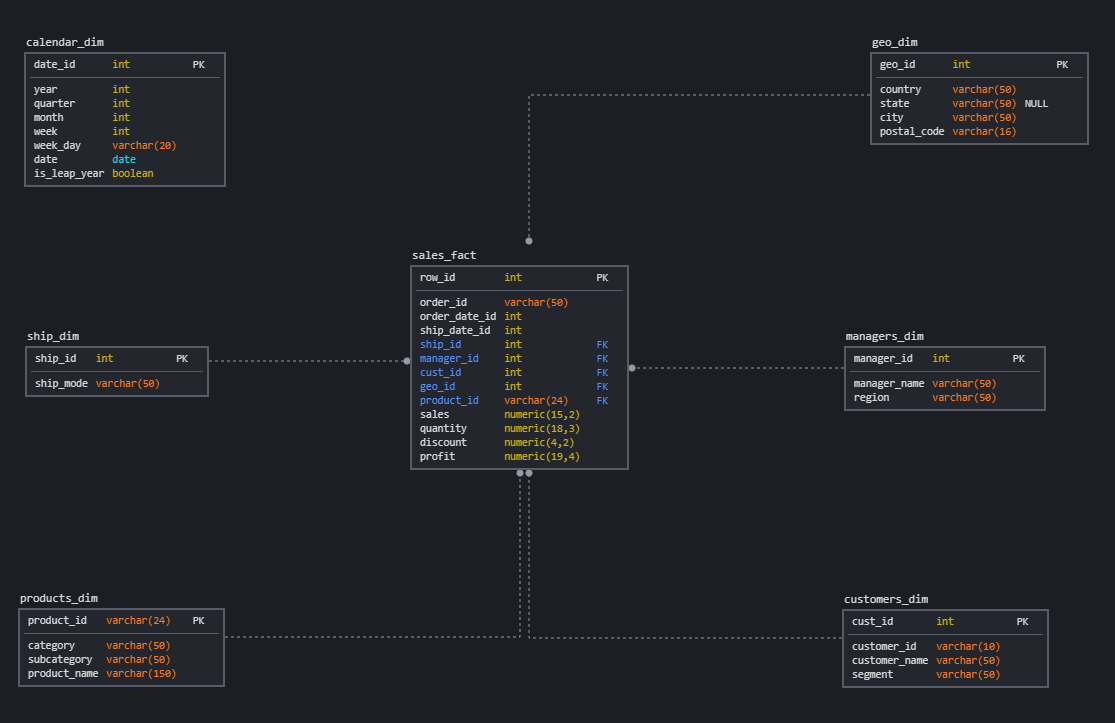 calendar_dim
date_id int PK
year int
quarter int
month int
week int
week_day varchar(20)
date date
is_leap_year boolean
geo_dim
geo_id int PK
country varchar(50)
state varchar(50) NULL
city varchar(50)
postal_code varchar(16)
sales_fact
row_id int PK
order_id varchar(50)
order_date_id int
ship_date_id int
ship_id int FK
manager_id int FK
cust_id int FK
geo_id int FK
product_id varchar(24) FK
sales numeric(15,2)
quantity numeric(18,3)
discount numeric(4,2)
profit numeric(19,4)
ship_dim
ship_id int PK
ship_mode varchar(50)
managers_dim
manager_id int PK
manager_name varchar(50)
region varchar(50)
products_dim
product_id varchar(24) PK
category varchar(50)
subcategory varchar(50)
product_name varchar(150)
customers_dim
cust_id int PK
customer_id varchar(10)
customer_name varchar(50)
segment varchar(50)